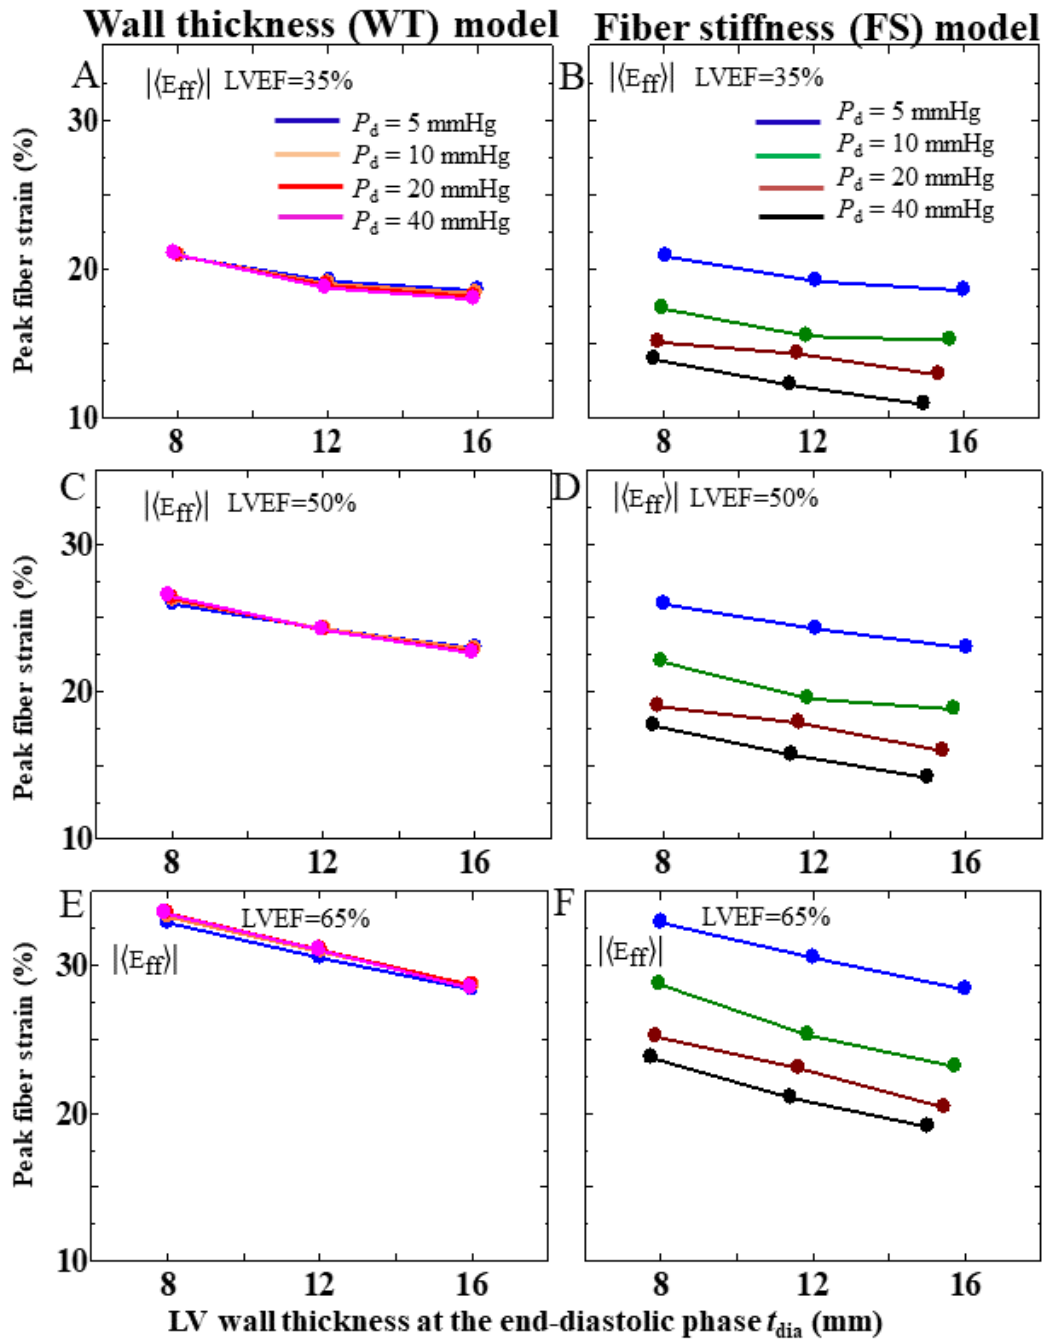 Wall thickness (WT) model
Fiber stiffness (FS) model
A
|⟨Eff⟩| LVEF=35%
Pd = 5 mmHg
Pd = 10 mmHg
Pd = 20 mmHg
Pd = 40 mmHg
Peak fiber strain (%)
30
20
10
8 12 16
B
|⟨Eff⟩| LVEF=35%
Pd = 5 mmHg
Pd = 10 mmHg
Pd = 20 mmHg
Pd = 40 mmHg
8 12 16
C
|⟨Eff⟩| LVEF=50%
Peak fiber strain (%)
30
20
10
8 12 16
D
|⟨Eff⟩| LVEF=50%
8 12 16
E
LVEF=65%
|⟨Eff⟩|
Peak fiber strain (%)
30
20
10
8 12 16
F
LVEF=65%
|⟨Eff⟩|
8 12 16
LV wall thickness at the end-diastolic phase tdia (mm)